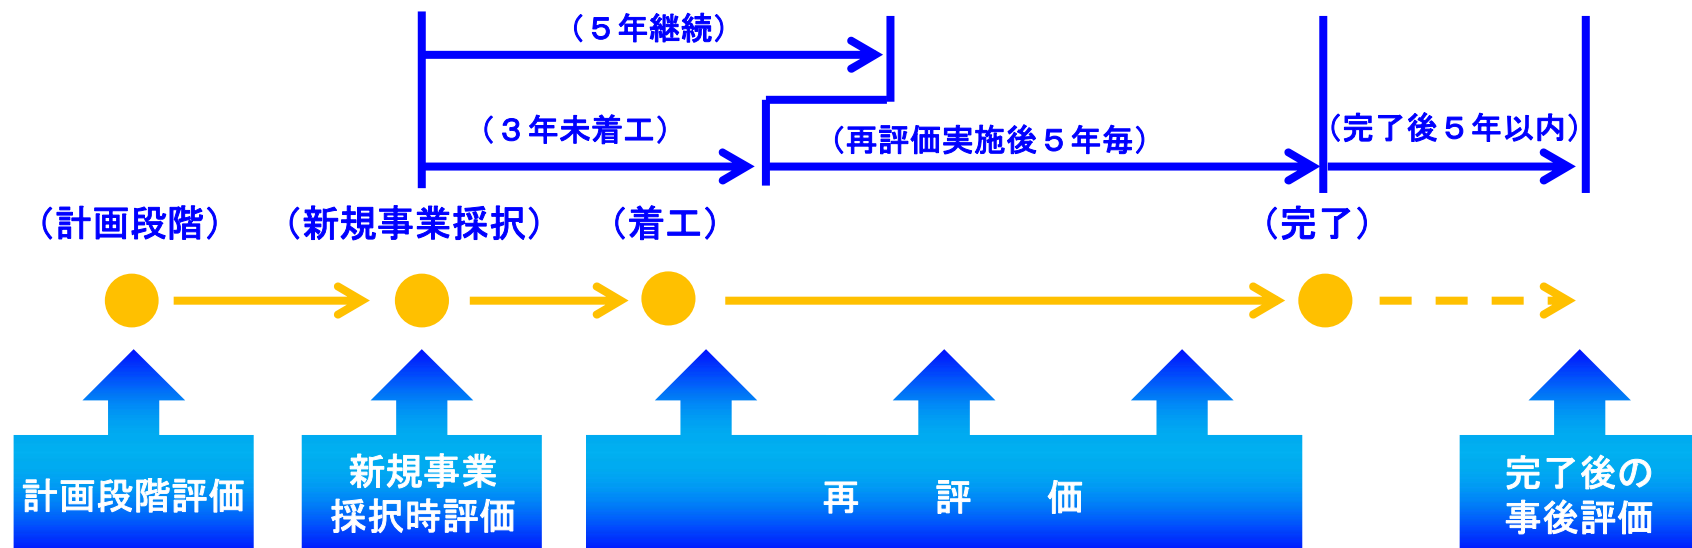 （５年継続）
（３年未着工）
（再評価実施後５年毎）
（完了後５年以内）
（計画段階）
（新規事業採択）
（着工）
（完了）
計画段階評価
新規事業
採択時評価
再　評　価
完了後の
事後評価